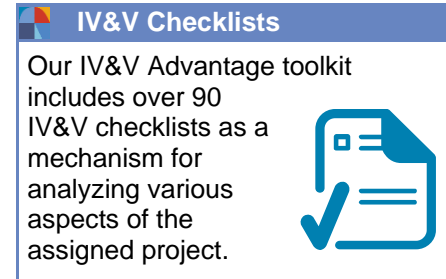 IV&V Checklists
Our IV&V Advantage toolkit
includes over 90
IV&V checklists as a
mechanism for
analyzing various
aspects of the
assigned project.